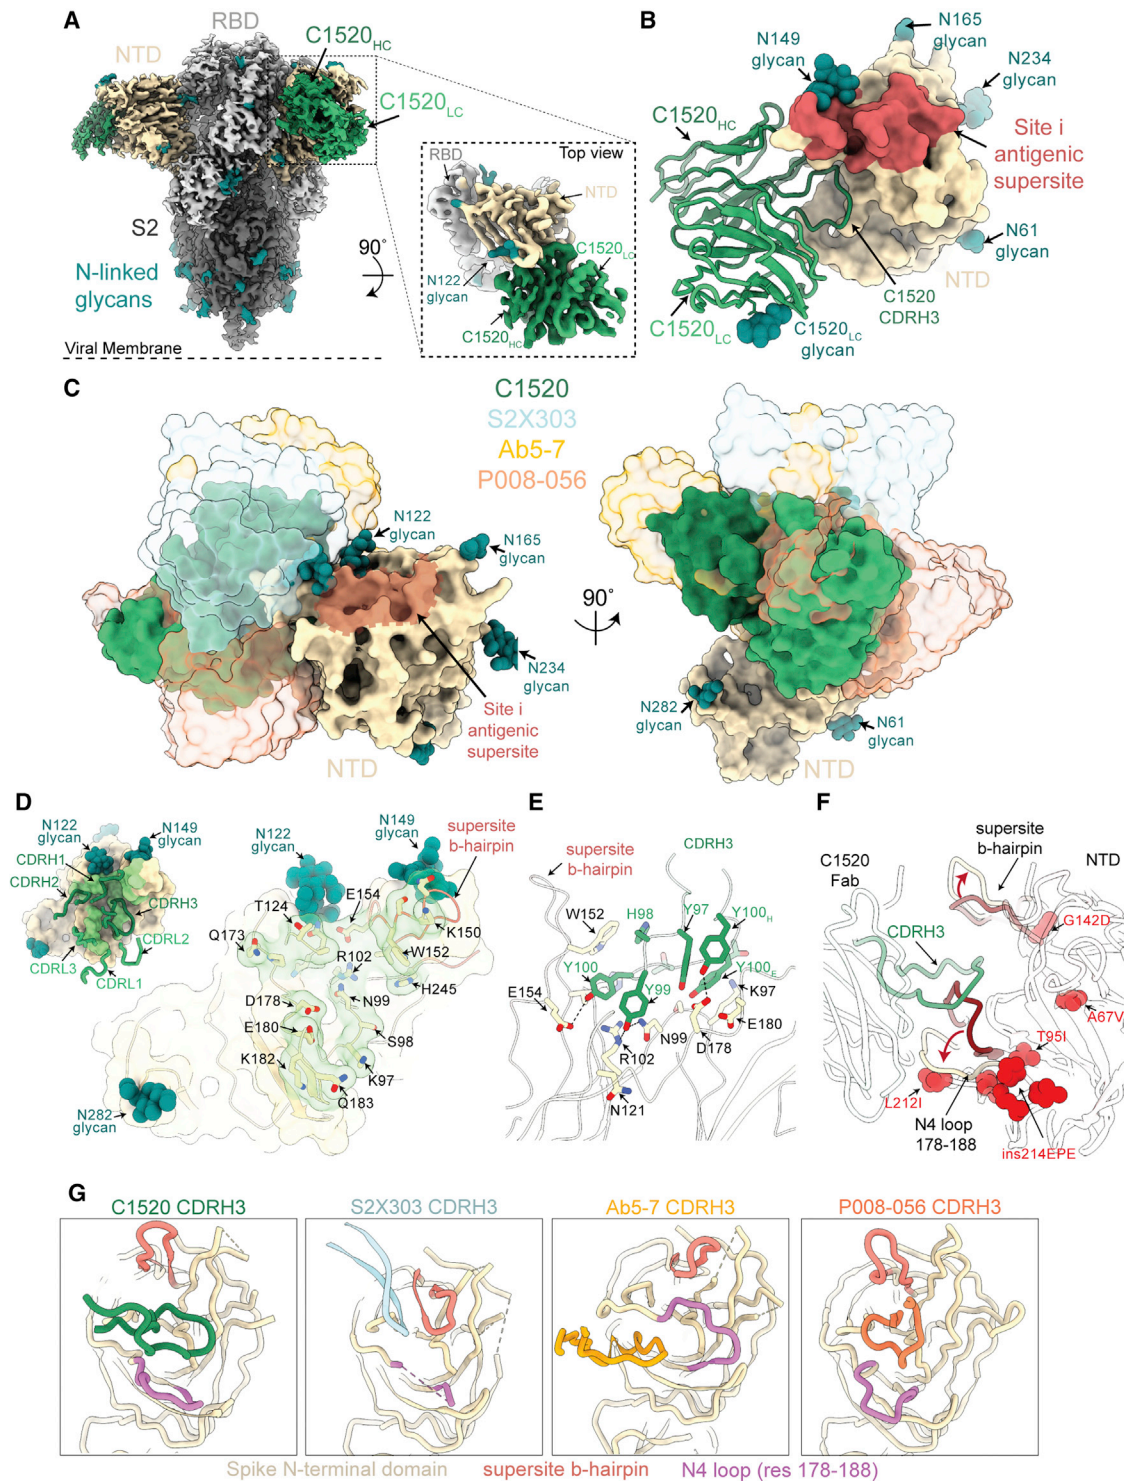 A
RBD
C1520HC
NTD
C1520LC
S2
N-linked
glycans
90°
Viral Membrane
Top view
RBD
NTD
C1520LC
N122
glycan
C1520HC
B
N165
glycan
N149
glycan
N234
glycan
C1520HC
Site i
antigenic
supersite
N61
glycan
NTD
C1520
CDRH3
C1520LC
C1520LC
glycan
C
C1520
S2X303
Ab5-7
P008-056
N122
glycan
N165
glycan
90°
N234
glycan
Site i
antigenic
supersite
NTD
N282
glycan
N61
glycan
NTD
D
N122
glycan
N149
glycan
CDRH1
CDRH2
CDRH3
CDRL2
CDRL3
CDRL1
N122
glycan
N149
glycan
supersite
b-hairpin
T124
E154
Q173
K150
R102
W152
D178
N99
H245
E180
S98
K182
K97
Q183
N282
glycan
E
CDRH3
supersite
b-hairpin
W152
H98
Y97
Y100H
Y100
Y99
Y100E
E154
K97
N99
E180
R102
D178
N121
F
supersite
b-hairpin
C1520
Fab
NTD
CDRH3
G142D
A67V
T95I
L212I
N4 loop
178-188
ins214EPE
G
C1520 CDRH3
S2X303 CDRH3
Ab5-7 CDRH3
P008-056 CDRH3
Spike N-terminal domain
supersite b-hairpin
N4 loop (res 178-188)